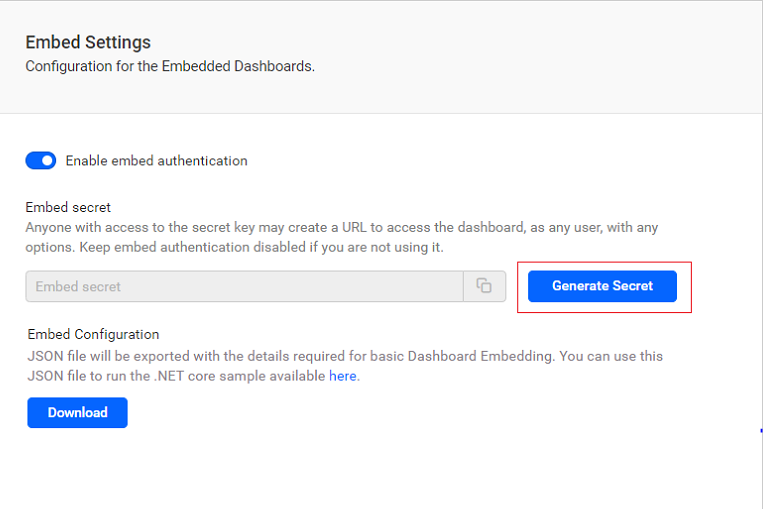 Embed Settings
Configuration for the Embedded Dashboards.
Enable embed authentication
Embed secret
Anyone with access to the secret key may create a URL to access the dashboard, as any user, with any
options. Keep embed authentication disabled if you are not using it.
Embed secret
Generate Secret
Embed Configuration
JSON file will be exported with the details required for basic Dashboard Embedding. You can use this
JSON file to run the .NET core sample available here.
Download